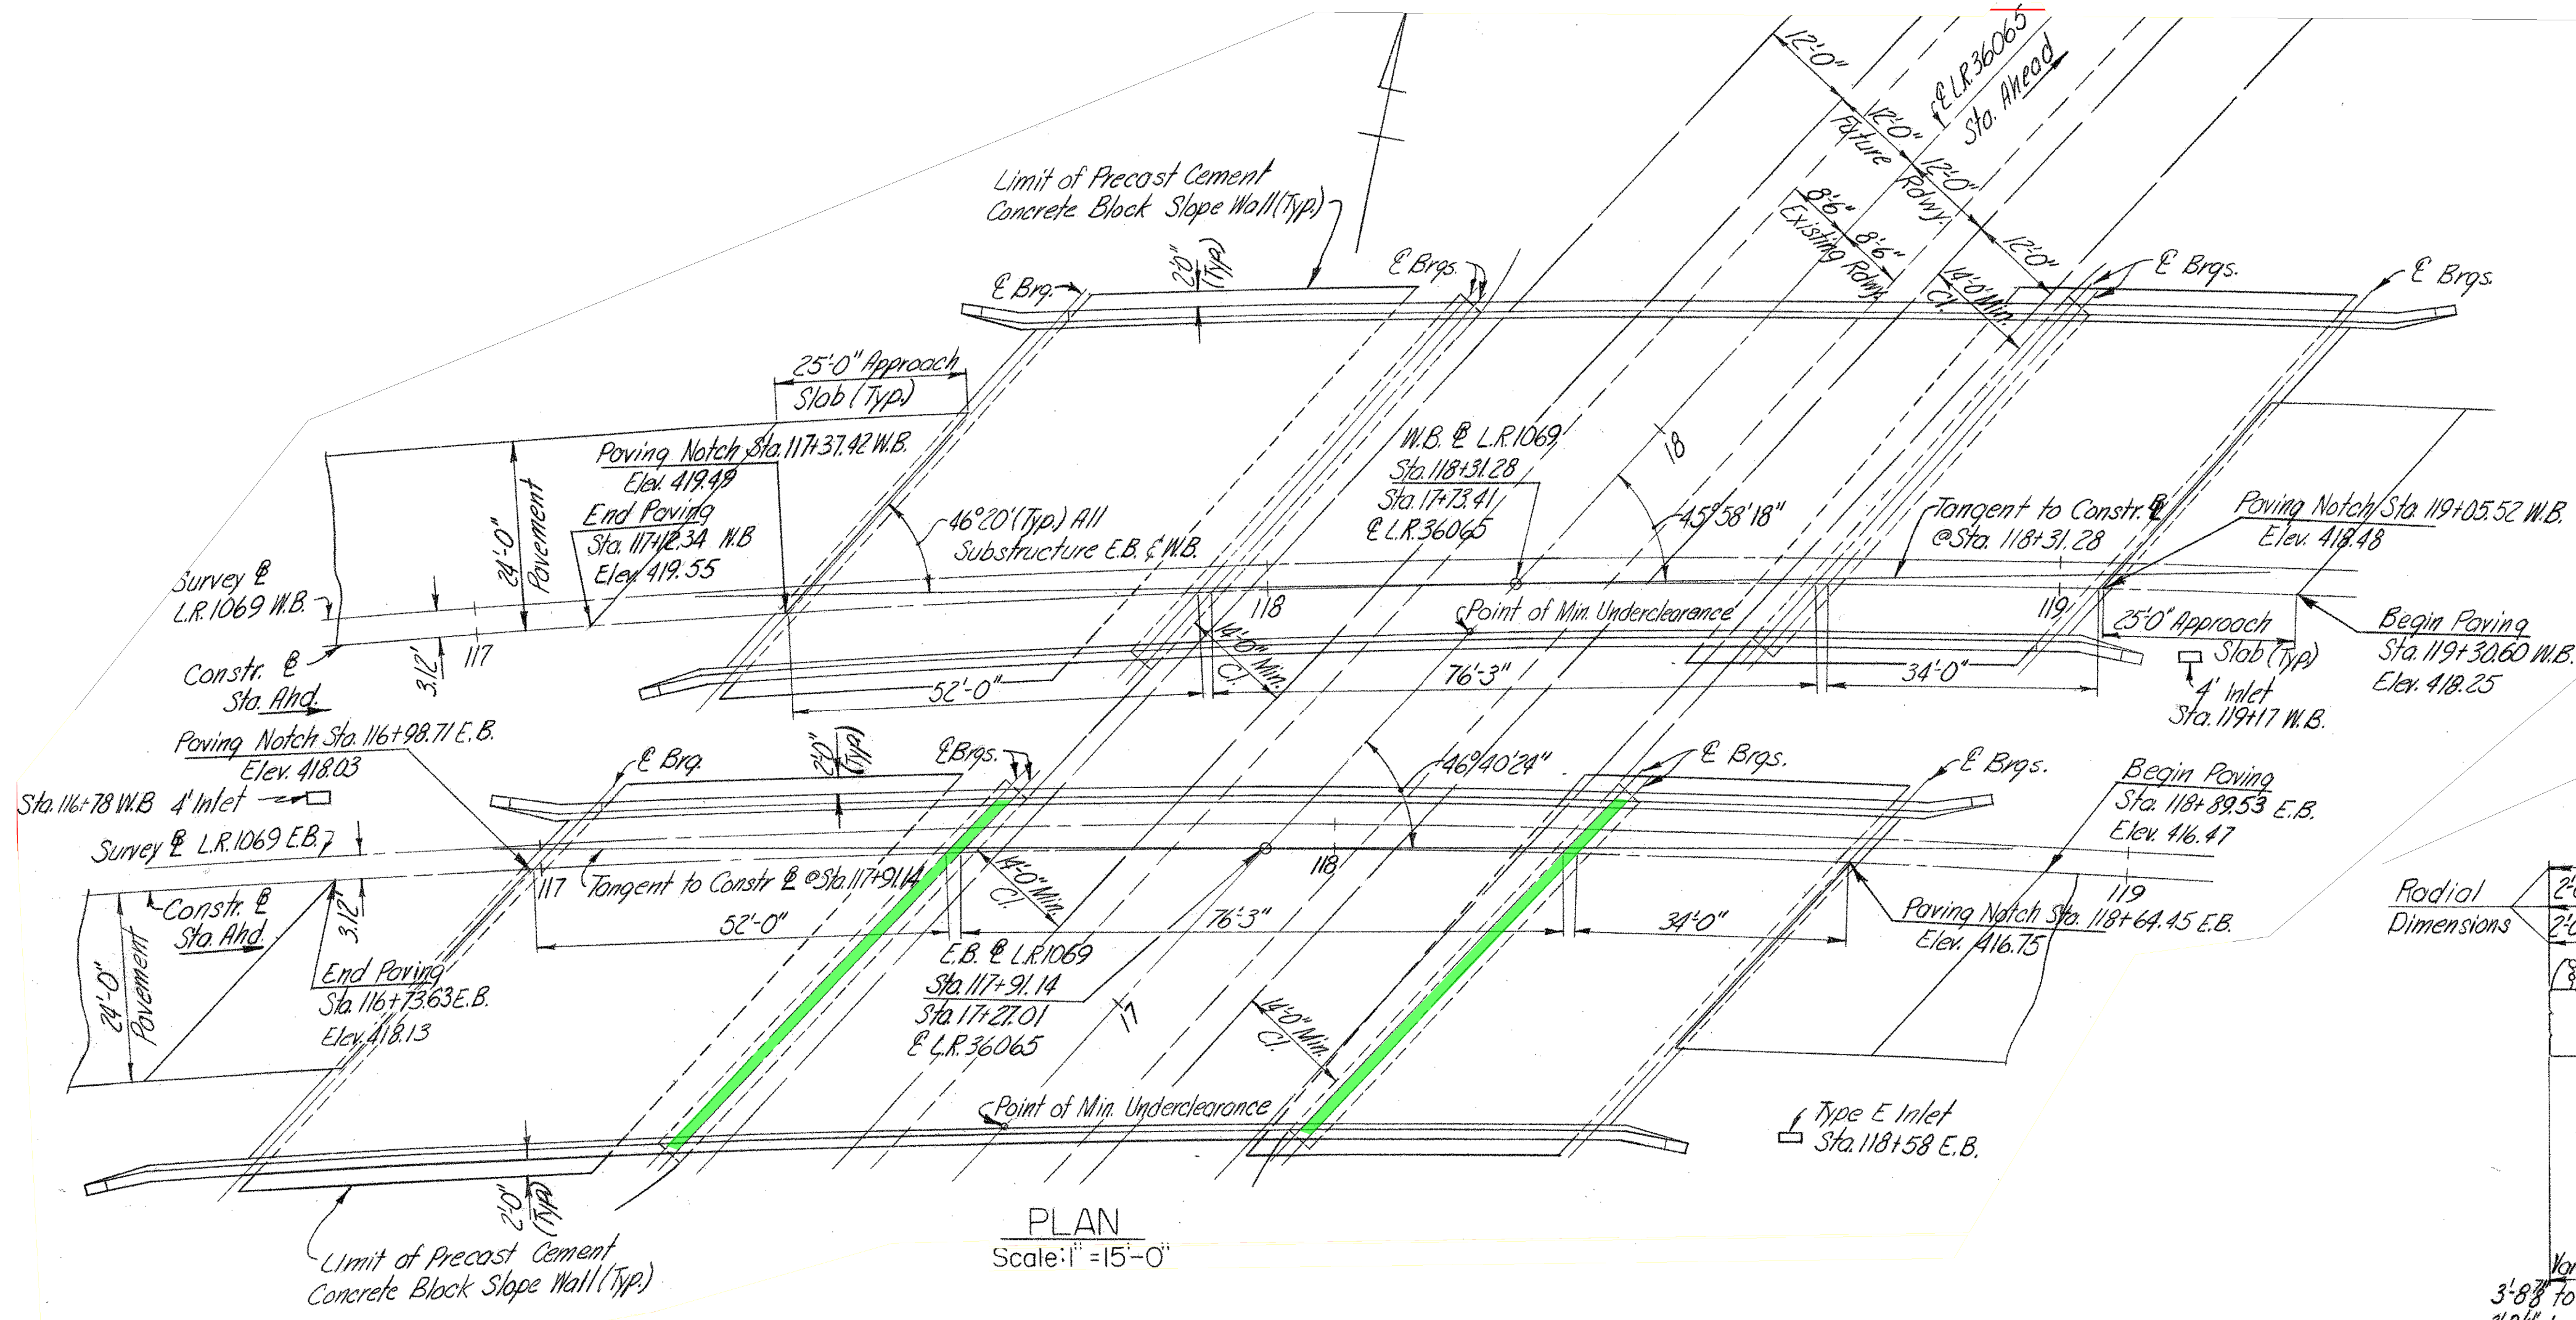 12'-0"
12'-0"
Future
12'-0"
Rdwy.
12'-0"
℄ L.R. 36065
Sta. Ahead
8'-6"
8'-6"
Existing Rdwy.
14'-0" Min.
Cl.
Limit of Precast Cement
Concrete Block Slope Wall (Typ.)
2'-0"
(Typ.)
℄ Brg.
℄ Brgs.
℄ Brgs.
℄ Brgs.
25'-0" Approach
Slab (Typ.)
Paving Notch Sta. 117+37.42 W.B.
Elev. 419.49
End Paving
Sta. 117+12.34 W.B
Elev. 419.55
24'-0"
Pavement
46°20' (Typ.) All
Substructure E.B. & W.B.
W.B. ℄ L.R. 1069
Sta. 118+31.28
Sta. 17+73.41
℄ L.R. 36065
18
45°58'18"
Tangent to Constr. ℄
@ Sta. 118+31.28
Paving Notch Sta. 119+05.52 W.B.
Elev. 418.48
Survey ℄
L.R. 1069 W.B.
Constr. ℄
Sta. Ahd.
3.12'
117
118
119
Point of Min. Underclearance
14'-0" Min.
Cl.
52'-0"
76'-3"
34'-0"
25'-0" Approach
Slab (Typ)
4' Inlet
Sta. 119+17 W.B.
Begin Paving
Sta. 119+30.60 W.B.
Elev. 418.25
Paving Notch Sta. 116+98.71 E.B.
Elev. 418.03
Sta. 116+78 W.B 4' Inlet
Survey ℄ L.R. 1069 E.B.
℄ Brg.
2'-0"
(Typ)
℄ Brgs.
46°40'24"
℄ Brgs.
℄ Brgs.
Begin Paving
Sta. 118+89.53 E.B.
Elev. 416.47
117
Tangent to Constr ℄ @ Sta. 117+91.14
14'-0" Min.
Cl.
118
119
Constr. ℄
Sta. Ahd.
3.12'
24'-0"
Pavement
52'-0"
76'-3"
34'-0"
Paving Notch Sta. 118+64.45 E.B.
Elev. 416.75
End Paving
Sta. 116+73.63 E.B.
Elev. 418.13
E.B. ℄ L.R. 1069
Sta. 117+91.14
Sta. 17+27.01
℄ L.R. 36065
17
14'-0" Min.
Cl.
Point of Min. Underclearance
Type E Inlet
Sta. 118+58 E.B.
2'-0"
(Typ)
Limit of Precast Cement
Concrete Block Slope Wall (Typ.)
PLAN
Scale: 1" = 15'-0"
Radial
Dimensions
3'-8⅞" to